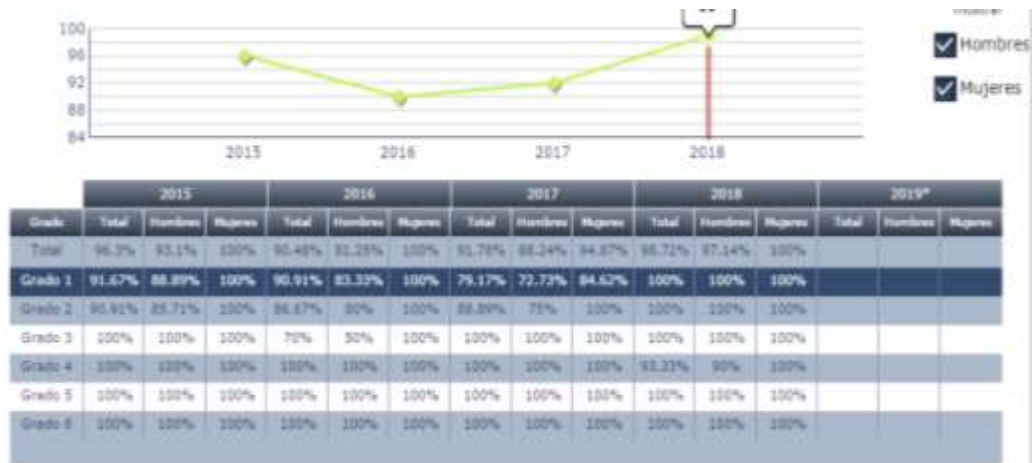 100
96
92
88
84
Hombres
Mujeres
2015 2016 2017 2018
2015 2016 2017 2018 2019*
Grado Total Hombres Mujeres Total Hombres Mujeres Total Hombres Mujeres Total Hombres Mujeres Total Hombres Mujeres
Total 96.3% 93.1% 100% 90.48% 81.25% 100% 91.78% 88.24% 94.87% 98.72% 97.14% 100%
Grado 1 91.67% 88.89% 100% 90.91% 83.33% 100% 79.17% 72.73% 84.62% 100% 100% 100%
Grado 2 90.91% 85.71% 100% 86.67% 80% 100% 88.89% 75% 100% 100% 100% 100%
Grado 3 100% 100% 100% 70% 50% 100% 100% 100% 100% 100% 100% 100%
Grado 4 100% 100% 100% 100% 100% 100% 100% 100% 100% 93.33% 90% 100%
Grado 5 100% 100% 100% 100% 100% 100% 100% 100% 100% 100% 100% 100%
Grado 6 100% 100% 100% 100% 100% 100% 100% 100% 100% 100% 100% 100%